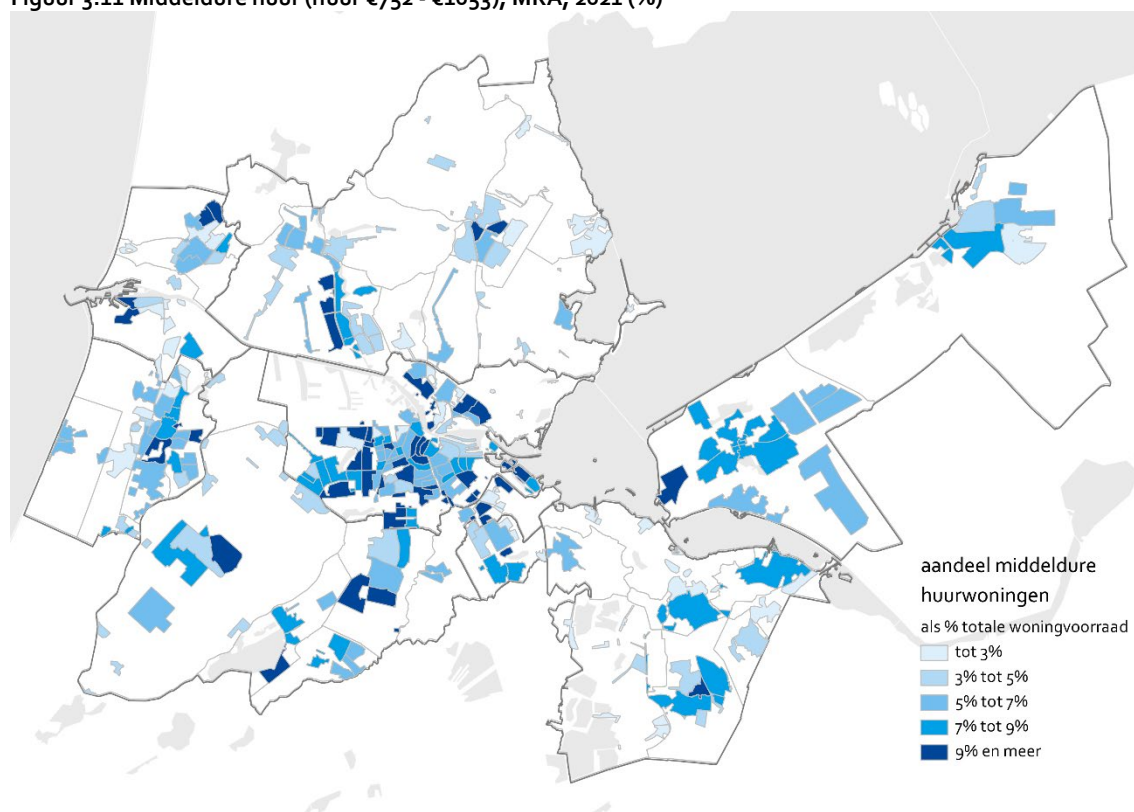 Figuur 3.11 Middeldure huur (huur €752 - €1053), MRA, 2021 (%)
aandeel middeldure
huurwoningen
als % totale woningvoorraad
tot 3%
3% tot 5%
5% tot 7%
7% tot 9%
9% en meer